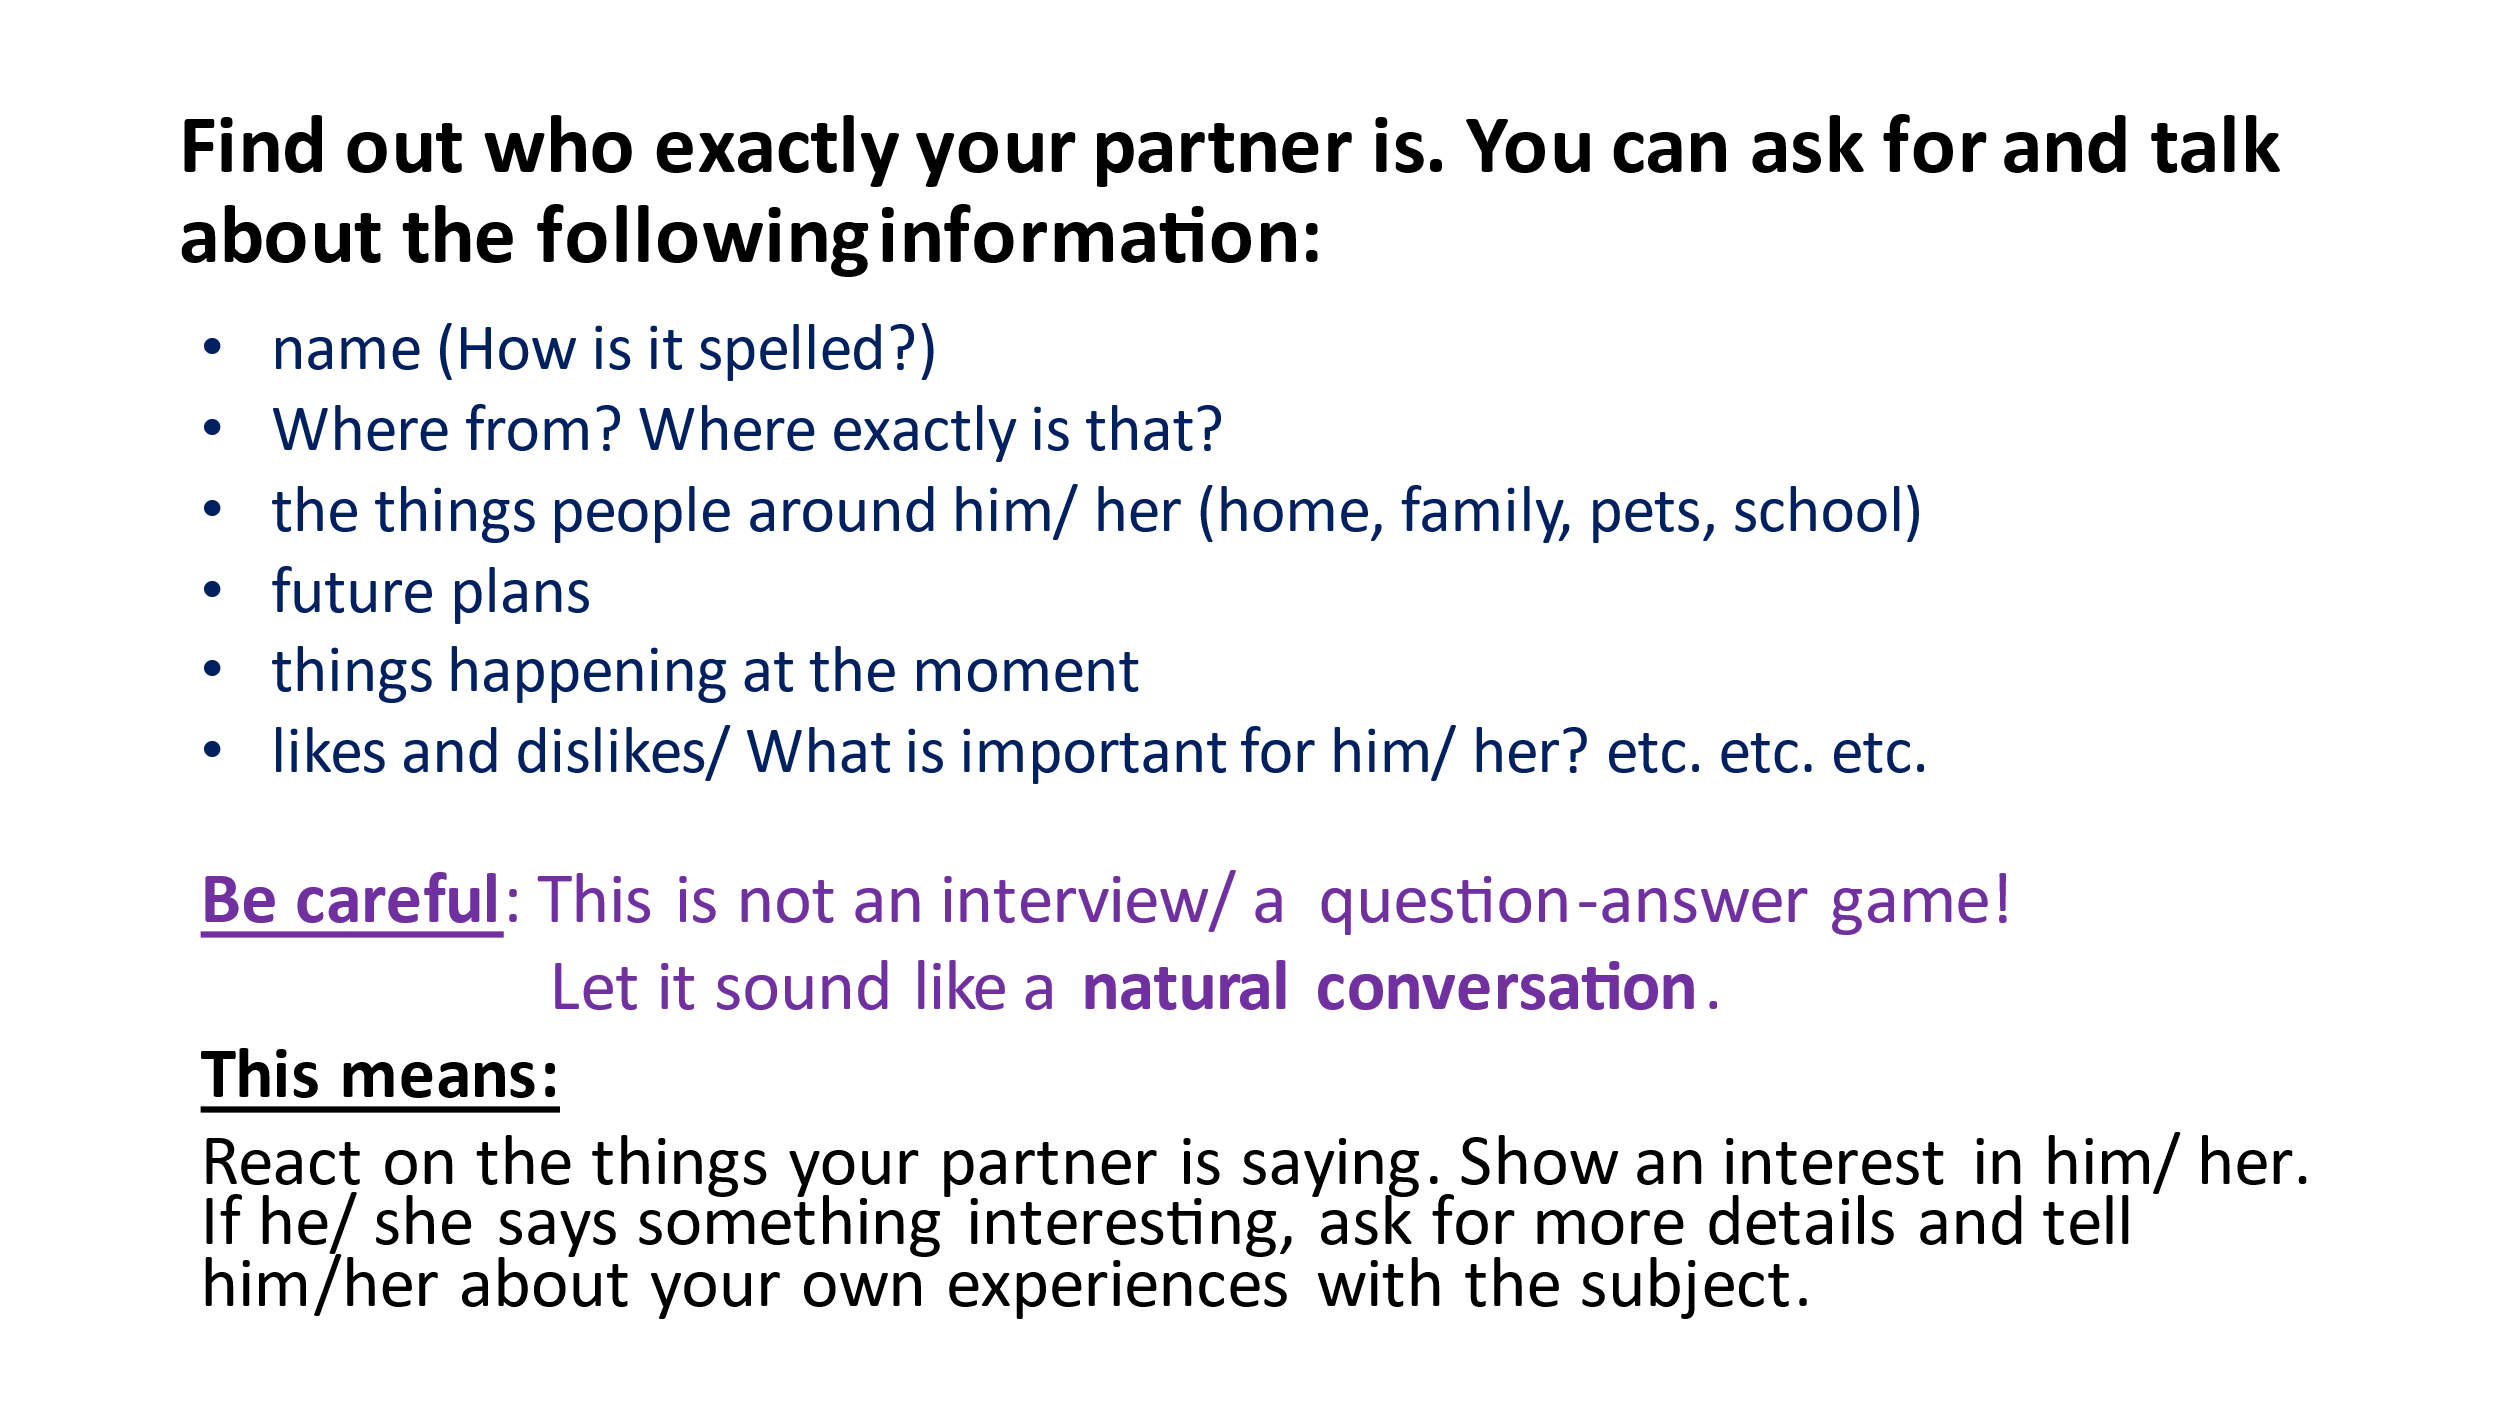 Find out who exactly your partner is. You can ask for and talk
about the following information:
• name (How is it spelled?)
• Where from? Where exactly is that?
• the things people around him/ her (home, family, pets, school)
• future plans
• things happening at the moment
• likes and dislikes/ What is important for him/ her? etc. etc. etc.
Be careful: This is not an interview/ a question-answer game!
Let it sound like a natural conversation.
This means:
React on the things your partner is saying. Show an interest in him/ her.
If he/ she says something interesting, ask for more details and tell
him/her about your own experiences with the subject.